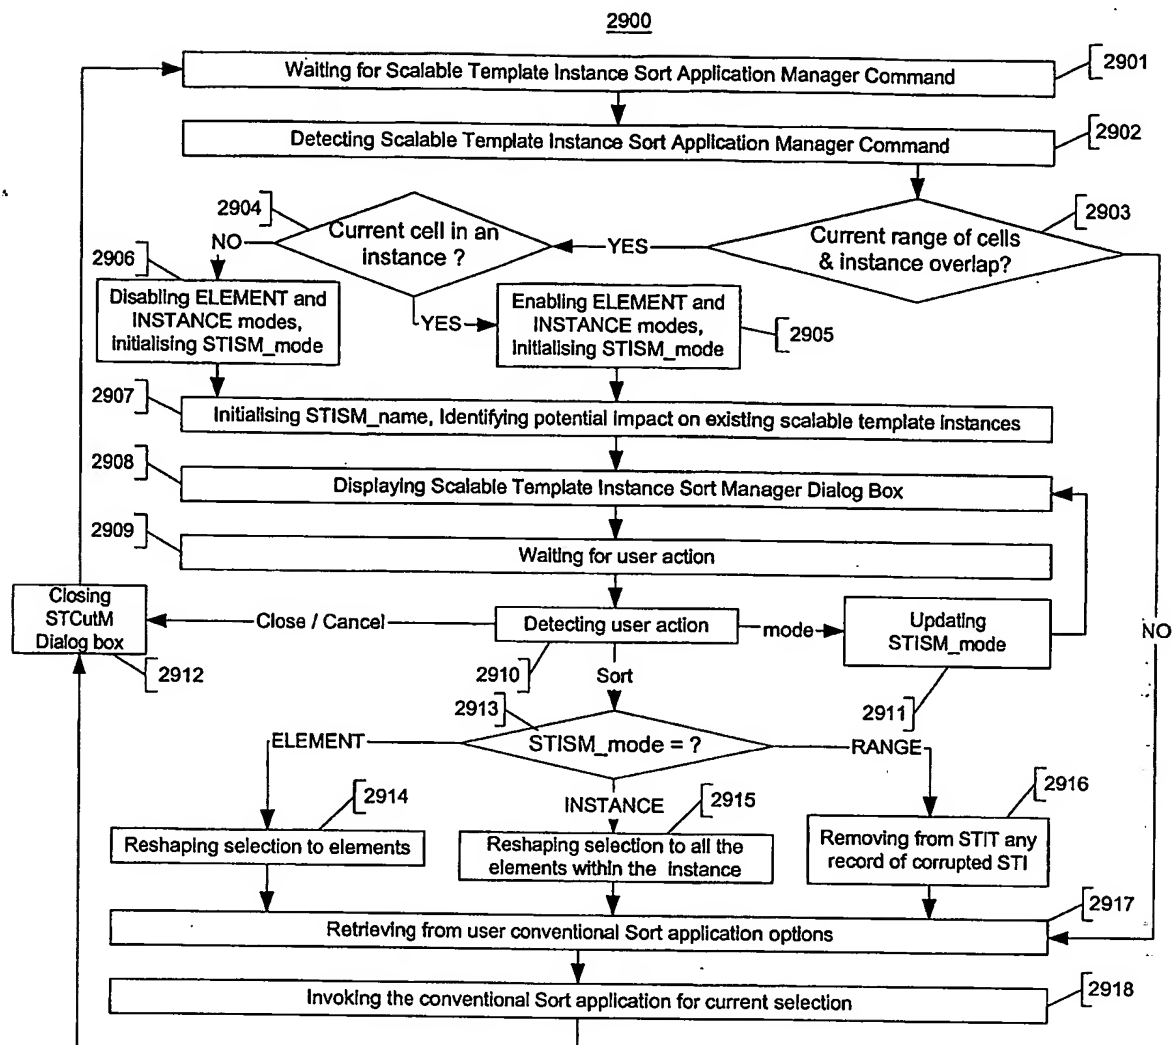 2900
Waiting for Scalable Template Instance Sort Application Manager Command
2901
Detecting Scalable Template Instance Sort Application Manager Command
2902
2904
Current cell in an
instance ?
2903
Current range of cells
& instance overlap?
YES
NO
2906
Disabling ELEMENT and
INSTANCE modes,
initialising STISM_mode
YES
Enabling ELEMENT and
INSTANCE modes,
initialising STISM_mode
2905
2907
Initialising STISM_name, Identifying potential impact on existing scalable template instances
2908
Displaying Scalable Template Instance Sort Manager Dialog Box
2909
Waiting for user action
Closing
STCutM
Dialog box
Close / Cancel
Detecting user action
mode
Updating
STISM_mode
NO
2912
2910
Sort
2911
2913
STISM_mode = ?
ELEMENT
RANGE
2914
INSTANCE
2915
2916
Reshaping selection to elements
Reshaping selection to all the
elements within the instance
Removing from STIT any
record of corrupted STI
2917
Retrieving from user conventional Sort application options
Invoking the conventional Sort application for current selection
2918